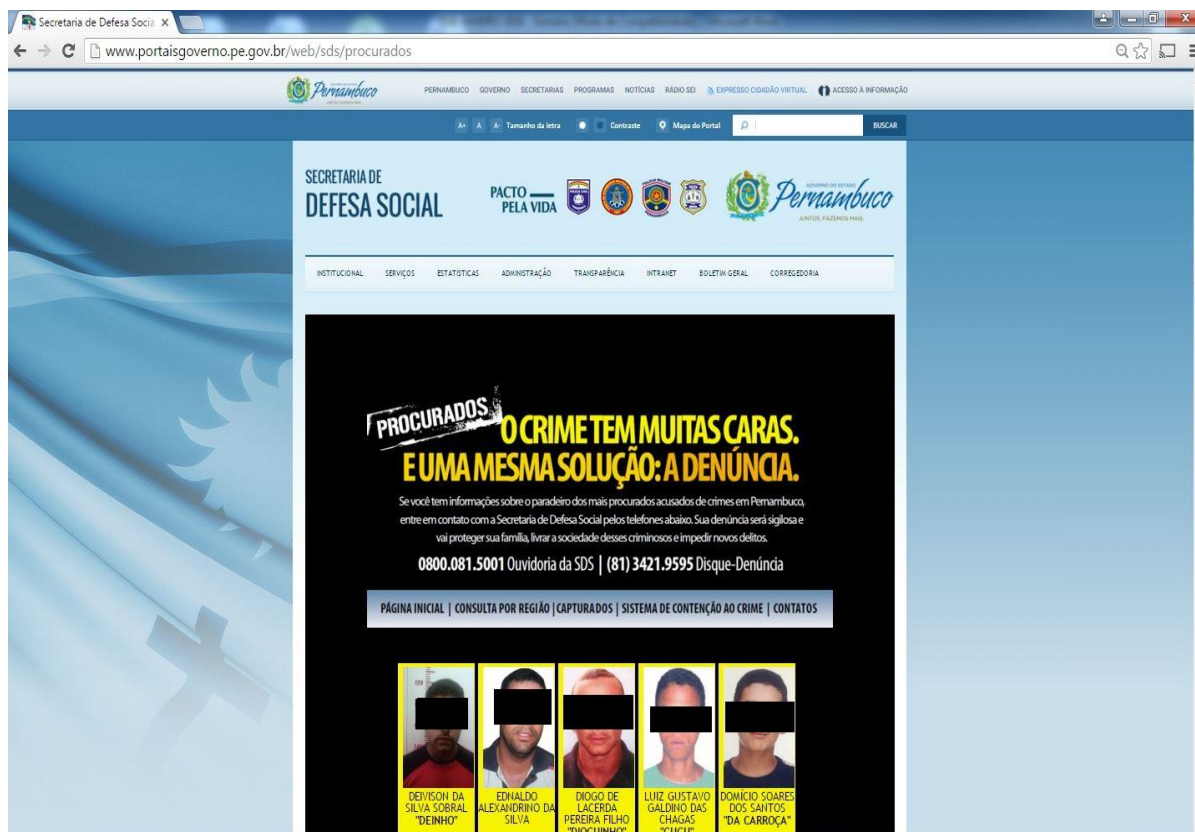 Secretaria de Defesa Socia
www.portaisgoverno.pe.gov.br/web/sds/procurados
Pernambuco
PERNAMBUCO GOVERNO SECRETARIAS PROGRAMAS NOTÍCIAS RÁDIO SEI EXPRESSO CIDADÃO VIRTUAL ACESSO À INFORMAÇÃO
A+ A A- Tamanho da letra Contraste Mapa do Portal BUSCAR
SECRETARIA DE
DEFESA SOCIAL
PACTO
PELA VIDA
GOVERNO DO ESTADO
Pernambuco
JUNTOS, FAZEMOS MAIS.
INSTITUCIONAL SERVIÇOS ESTATÍSTICAS ADMINISTRAÇÃO TRANSPARÊNCIA INTRANET BOLETIM GERAL CORREGEDORIA
PROCURADOS
O CRIME TEM MUITAS CARAS.
E UMA MESMA SOLUÇÃO: A DENÚNCIA.
Se você tem informações sobre o paradeiro dos mais procurados acusados de crimes em Pernambuco,
entre em contato com a Secretaria de Defesa Social pelos telefones abaixo. Sua denúncia será sigilosa e
vai proteger sua família, livrar a sociedade desses criminosos e impedir novos delitos.
0800.081.5001 Ouvidoria da SDS | (81) 3421.9595 Disque-Denúncia
PÁGINA INICIAL | CONSULTA POR REGIÃO | CAPTURADOS | SISTEMA DE CONTENÇÃO AO CRIME | CONTATOS
DEIVISON DA
SILVA SOBRAL
"DEINHO"
EDNALDO
ALEXANDRINO DA
SILVA
DIOGO DE
LACERDA
PEREIRA FILHO
"DIOGUINHO"
LUIZ GUSTAVO
GALDINO DAS
CHAGAS
DOMÍCIO SOARES
DOS SANTOS
"DA CARROÇA"